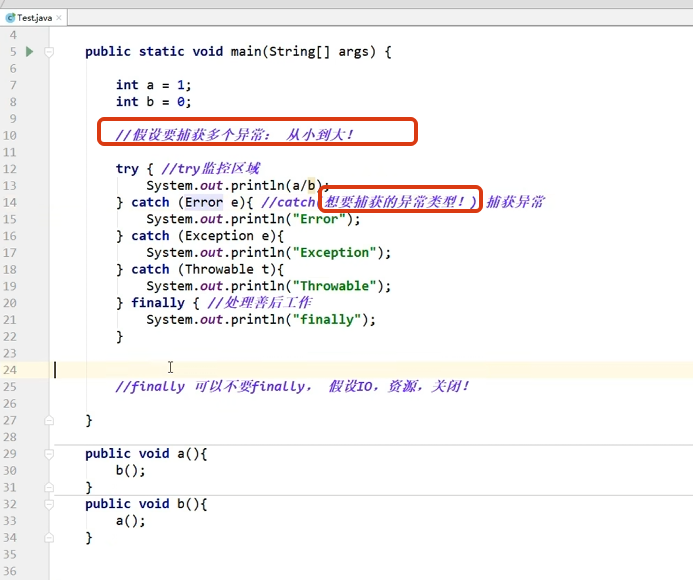 Test.java
4
5 public static void main(String[] args) {
6
7 int a = 1;
8 int b = 0;
9
10 //假设要捕获多个异常: 从小到大!
11
12 try { //try监控区域
13 System.out.println(a/b);
14 } catch (Error e){ //catch(想要捕获的异常类型!) 捕获异常
15 System.out.println("Error");
16 } catch (Exception e){
17 System.out.println("Exception");
18 } catch (Throwable t){
19 System.out.println("Throwable");
20 } finally { //处理善后工作
21 System.out.println("finally");
22 }
23
24
25 //finally 可以不要finally, 假设IO,资源,关闭!
26
27 }
28
29 public void a(){
30 b();
31 }
32 public void b(){
33 a();
34 }
35
36